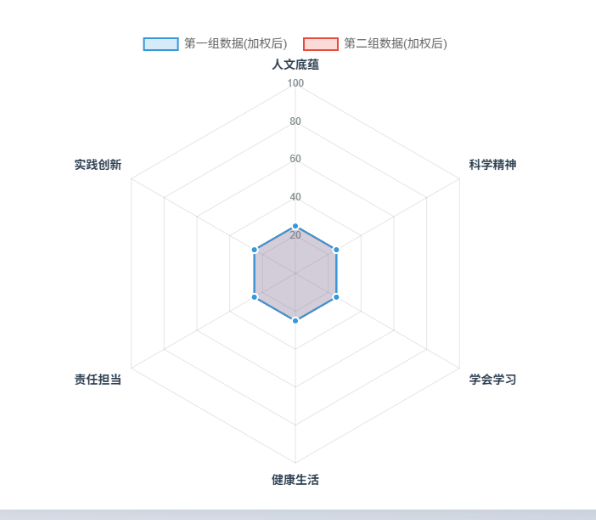 第一组数据(加权后) 第二组数据(加权后)
人文底蕴
100
80
实践创新
科学精神
60
40
20
责任担当
学会学习
健康生活